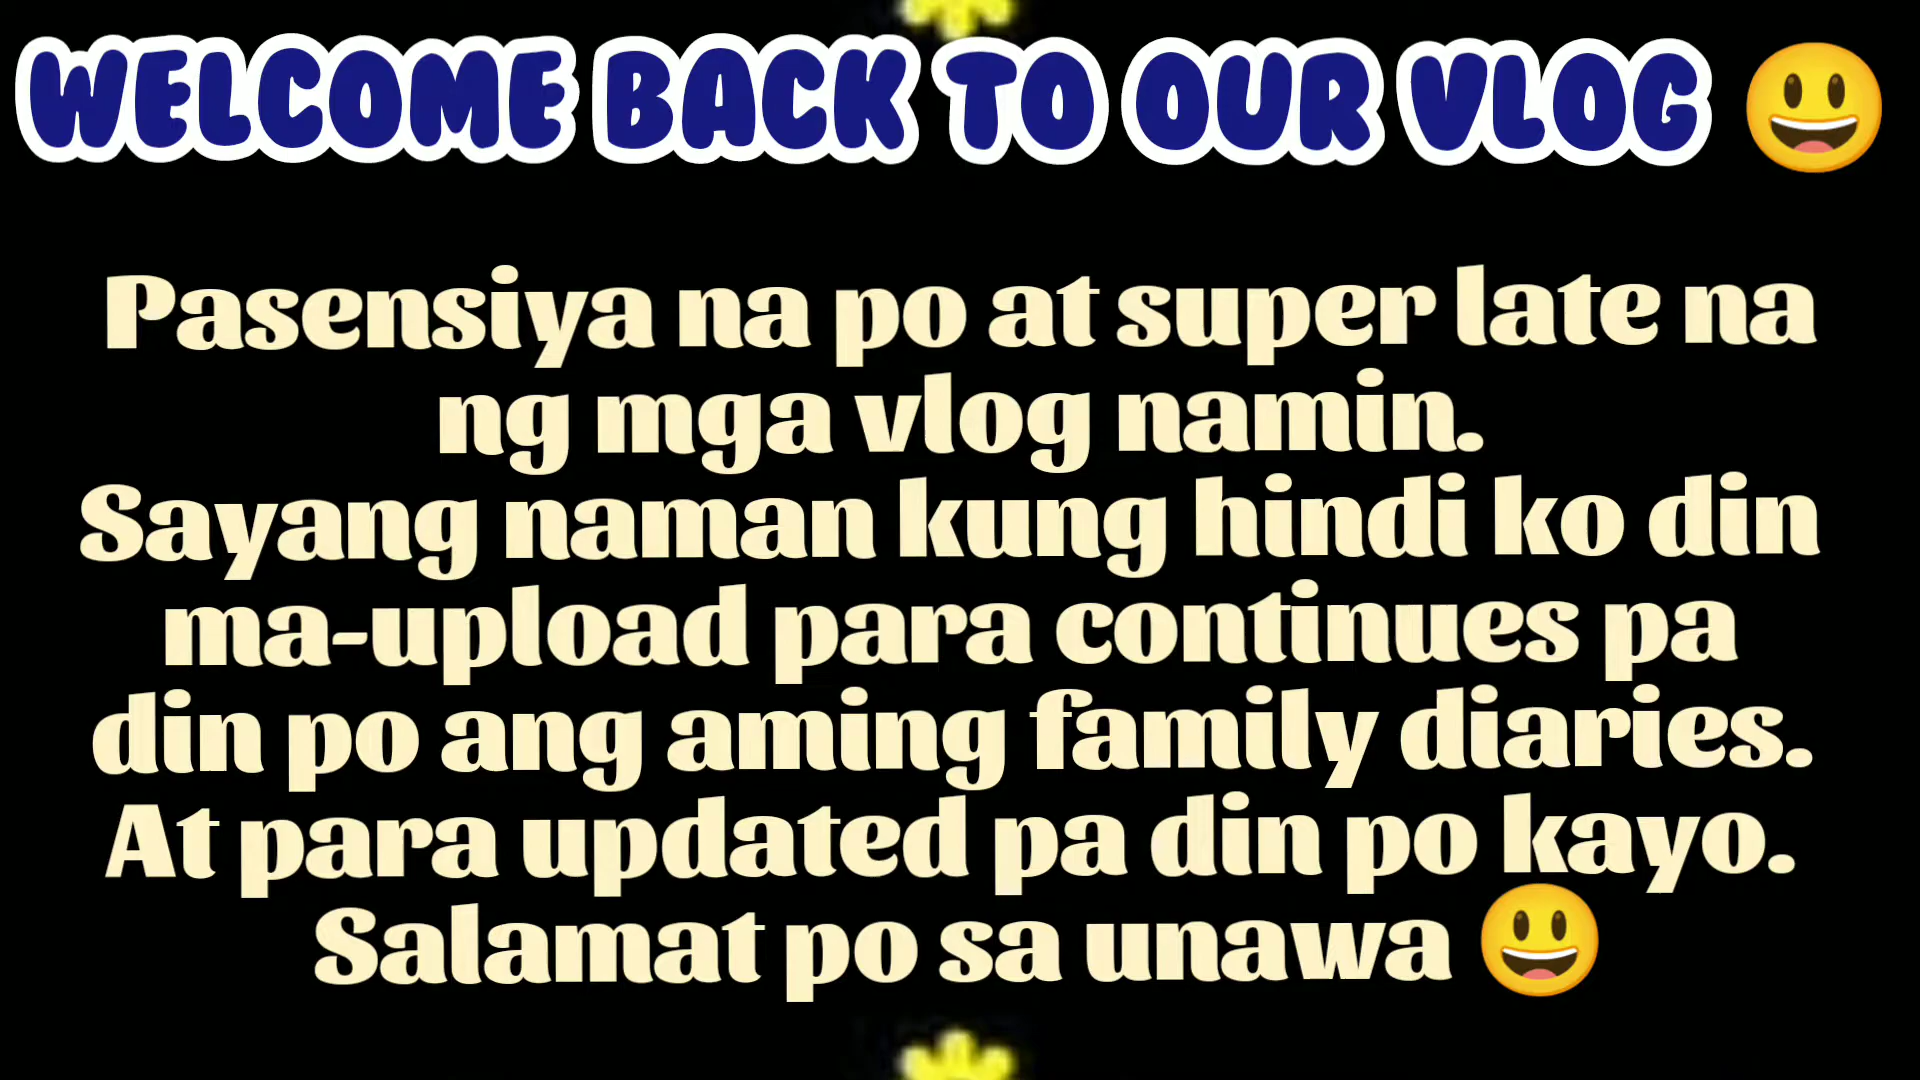 WELCOME BACK TO OUR VLOG 😃
Pasensiya na po at super late na
ng mga vlog namin.
Sayang naman kung hindi ko din
ma-upload para continues pa
din po ang aming family diaries.
At para updated pa din po kayo.
Salamat po sa unawa 😃